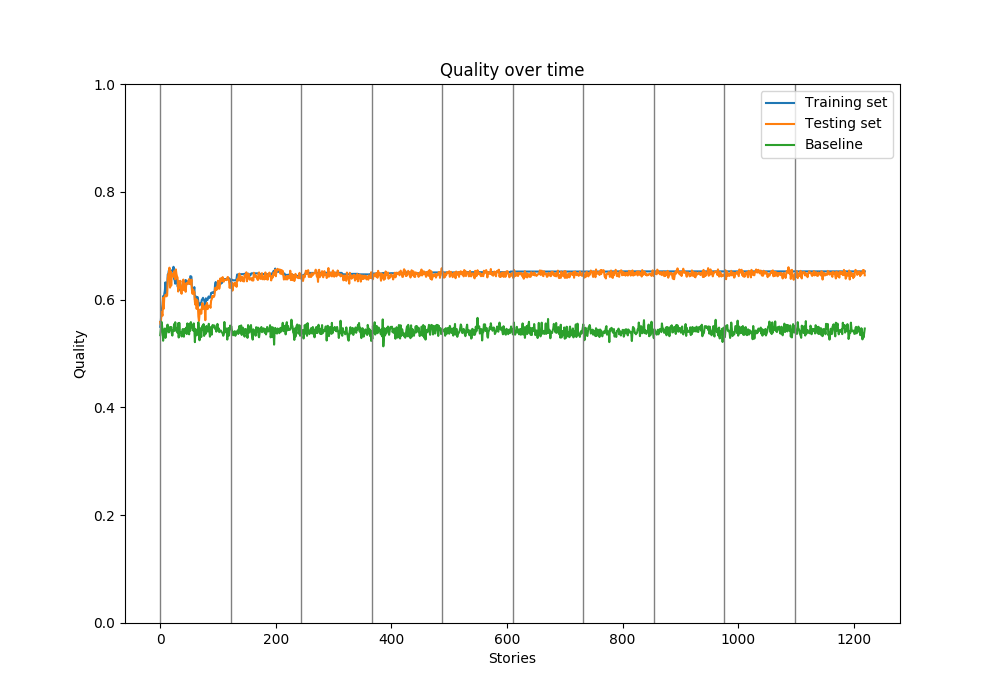 Quality over time
Training set
Testing set
Baseline
1.0
0.8
0.6
0.4
0.2
0.0
Quality
0 200 400 600 800 1000 1200
Stories